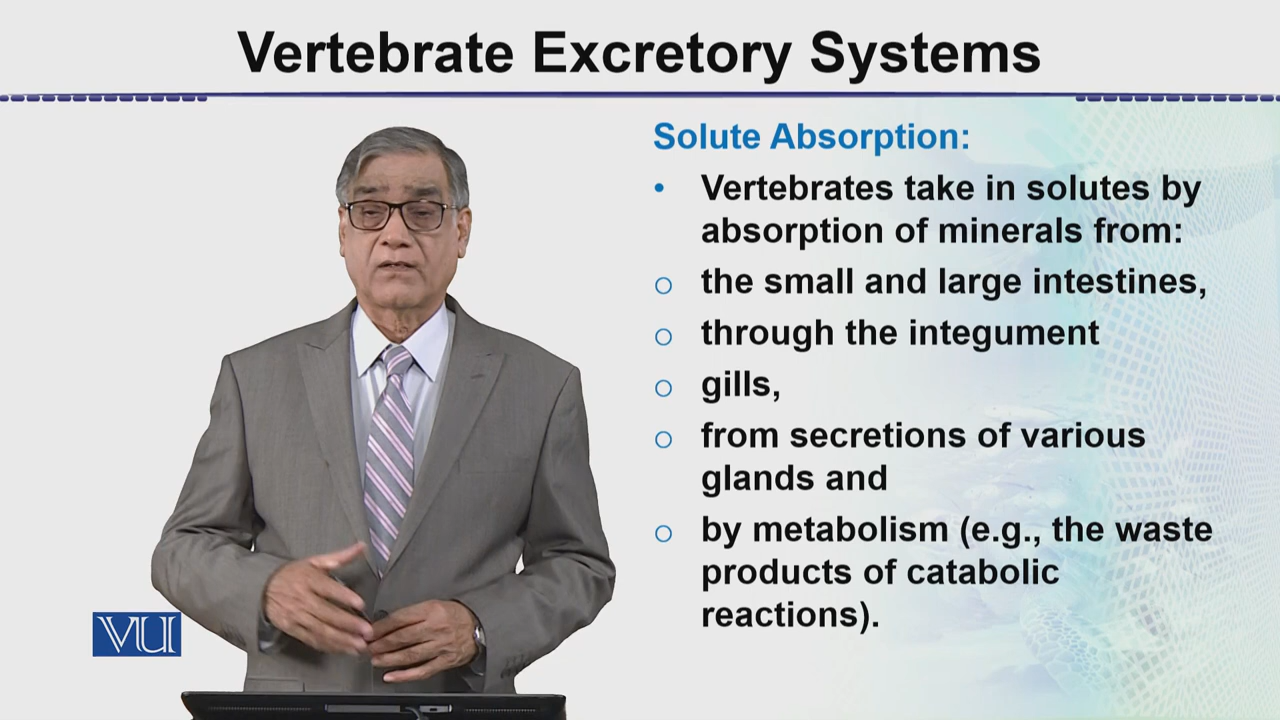 Vertebrate Excretory Systems
Solute Absorption:
• Vertebrates take in solutes by
absorption of minerals from:
o the small and large intestines,
o through the integument
o gills,
o from secretions of various
glands and
o by metabolism (e.g., the waste
products of catabolic
reactions).
VU